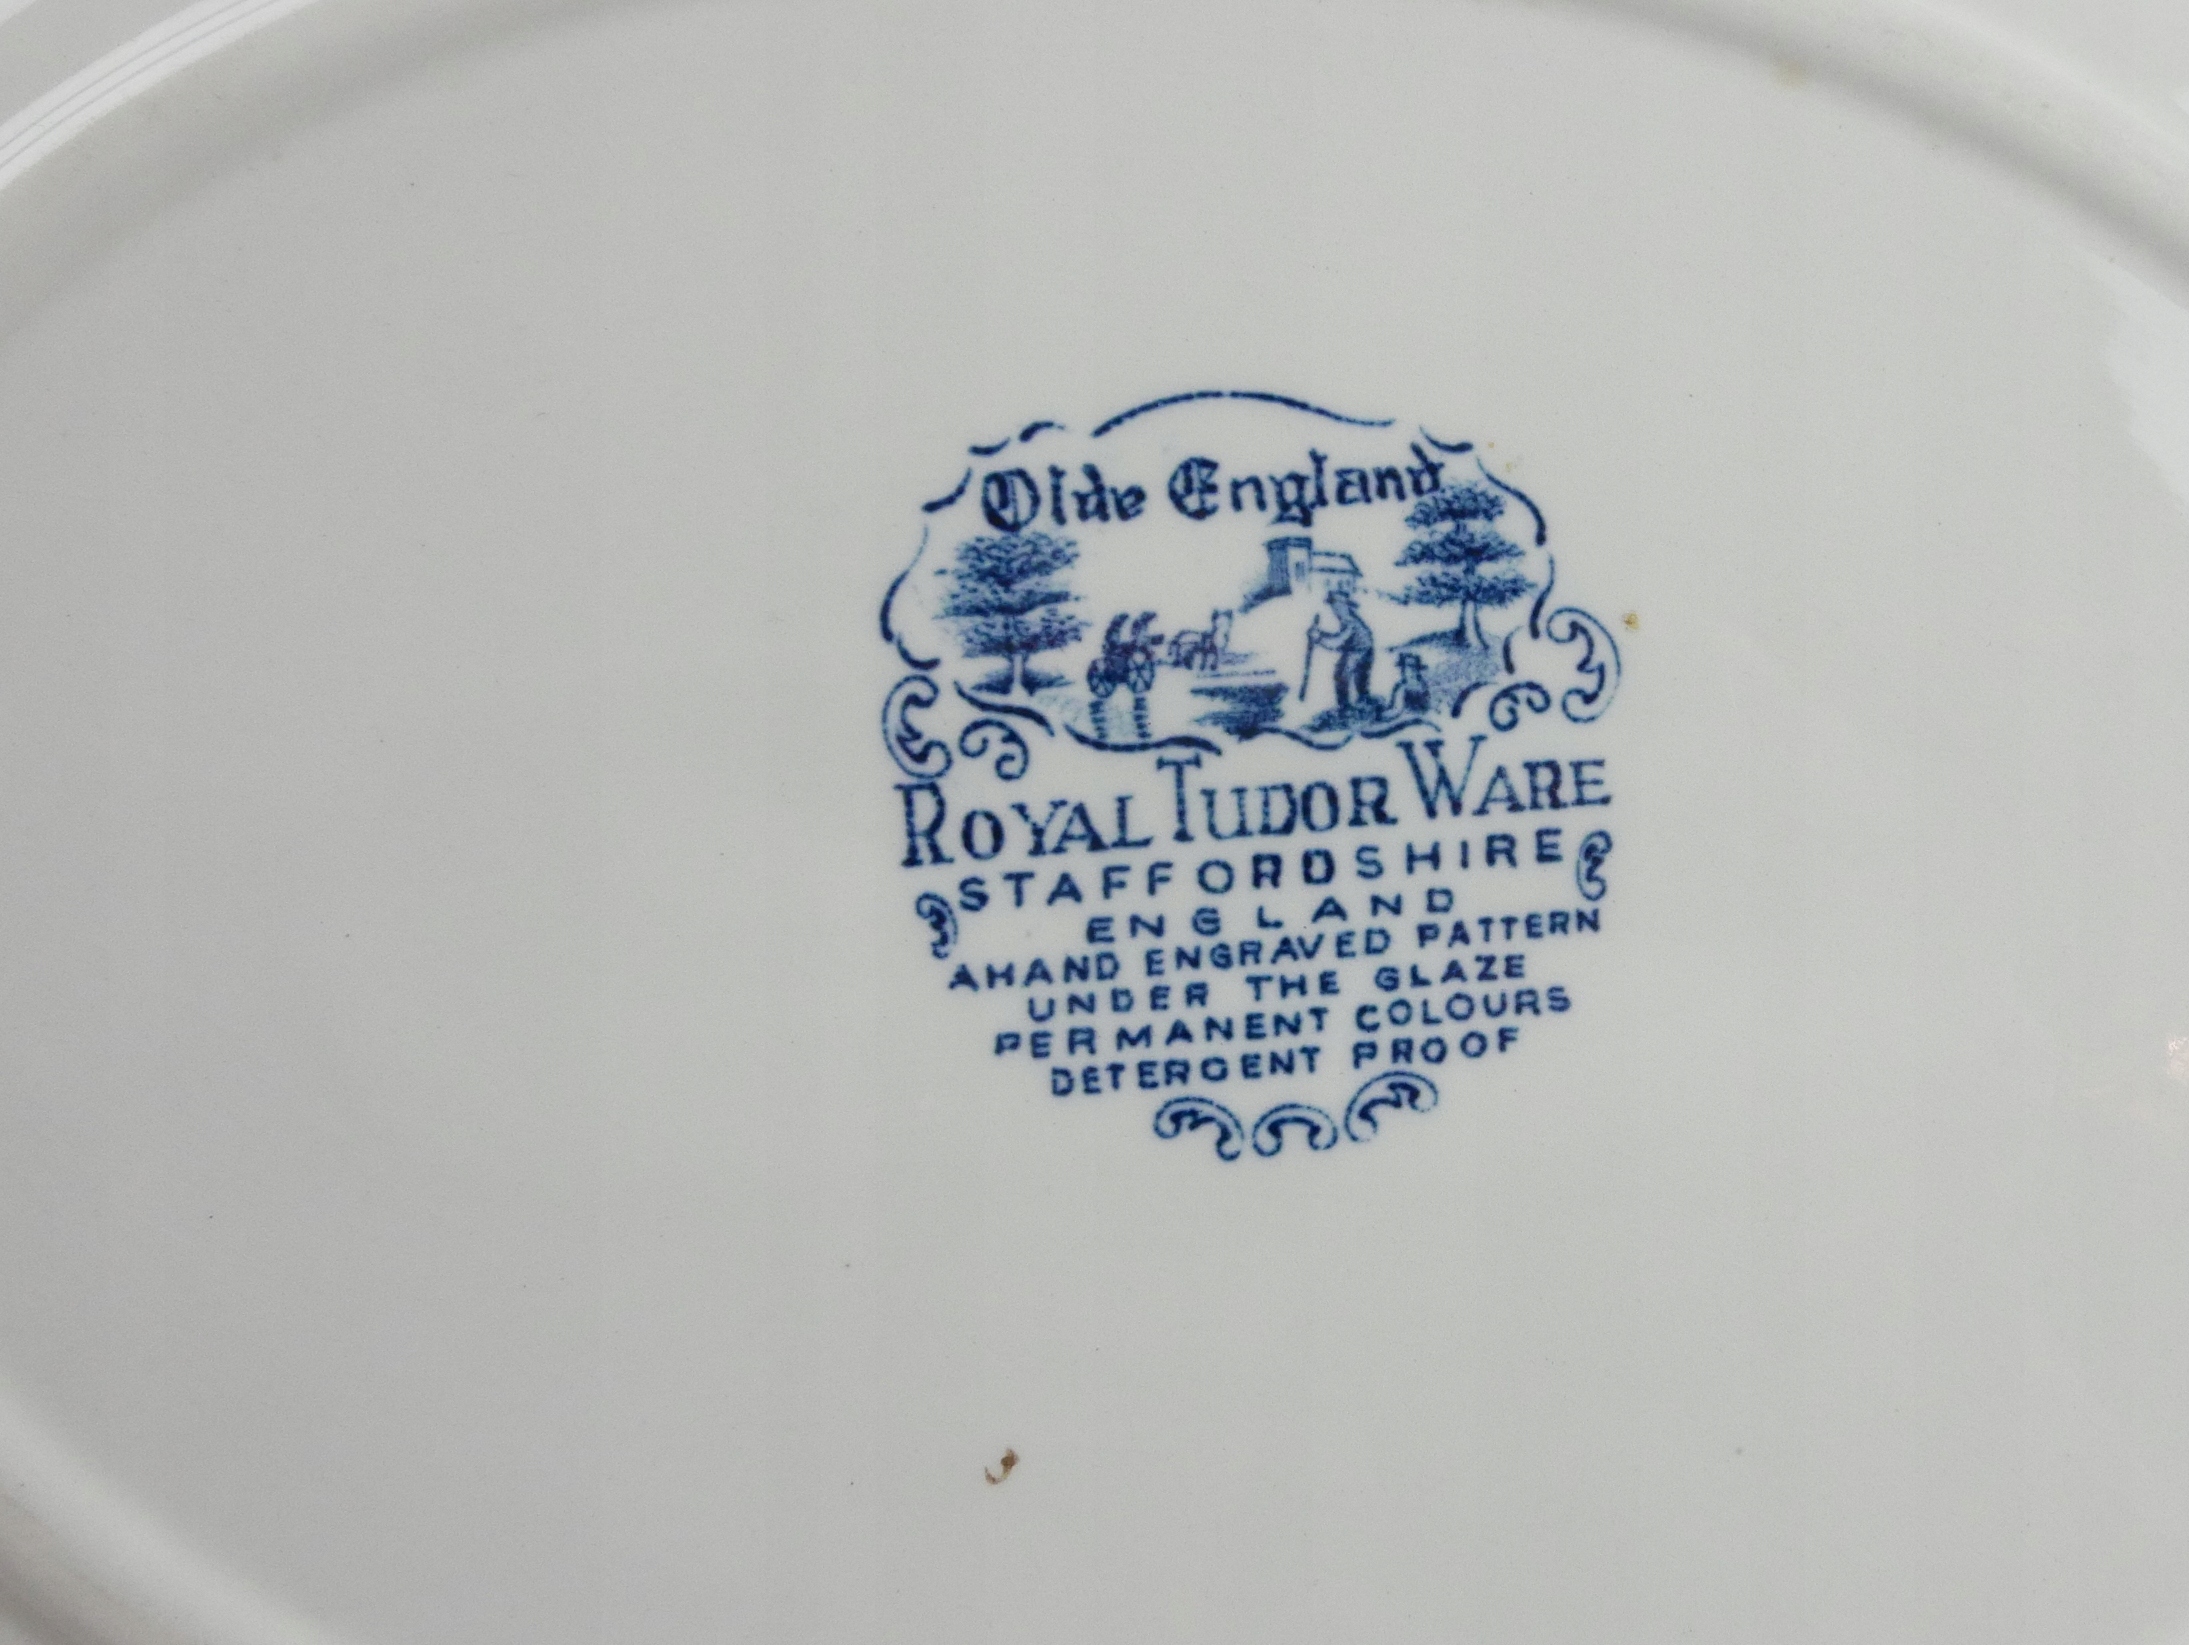 Olde England
ROYAL TUDOR WARE
STAFFORDSHIRE
ENGLAND
A HAND ENGRAVED PATTERN
UNDER THE GLAZE
PERMANENT COLOURS
DETERGENT PROOF